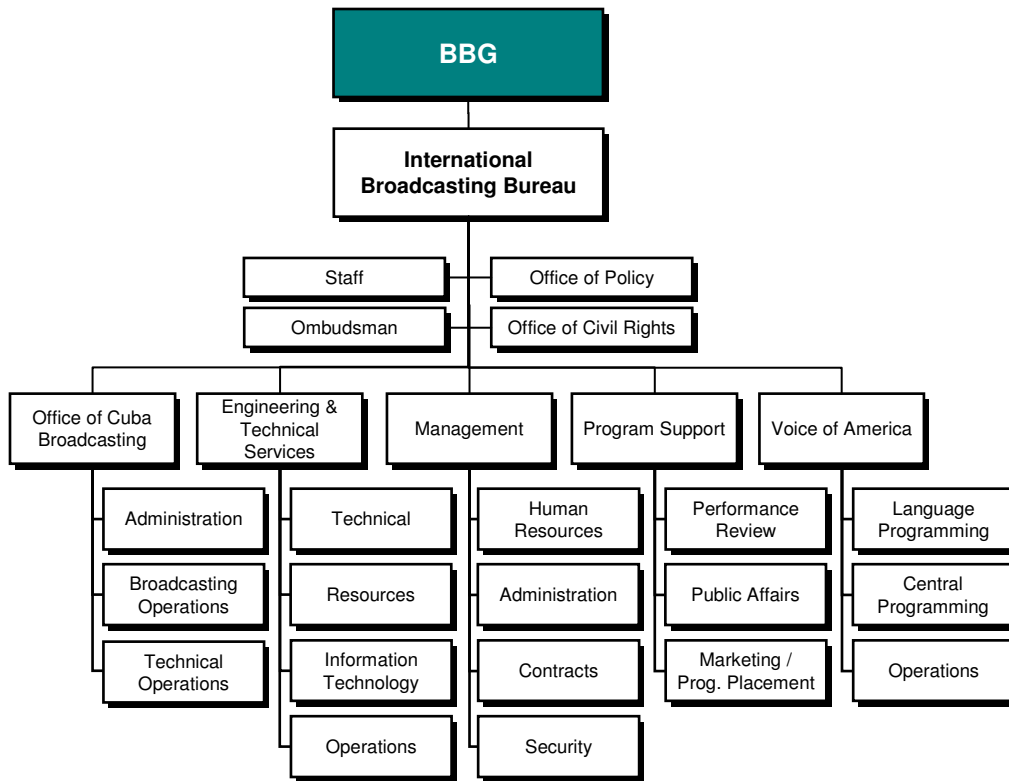 BBG
International
Broadcasting Bureau
Staff
Office of Policy
Ombudsman
Office of Civil Rights
Office of Cuba
Broadcasting
Engineering &
Technical
Services
Management
Program Support
Voice of America
Administration
Broadcasting
Operations
Technical
Operations
Technical
Resources
Information
Technology
Operations
Human
Resources
Administration
Contracts
Security
Performance
Review
Public Affairs
Marketing /
Prog. Placement
Language
Programming
Central
Programming
Operations